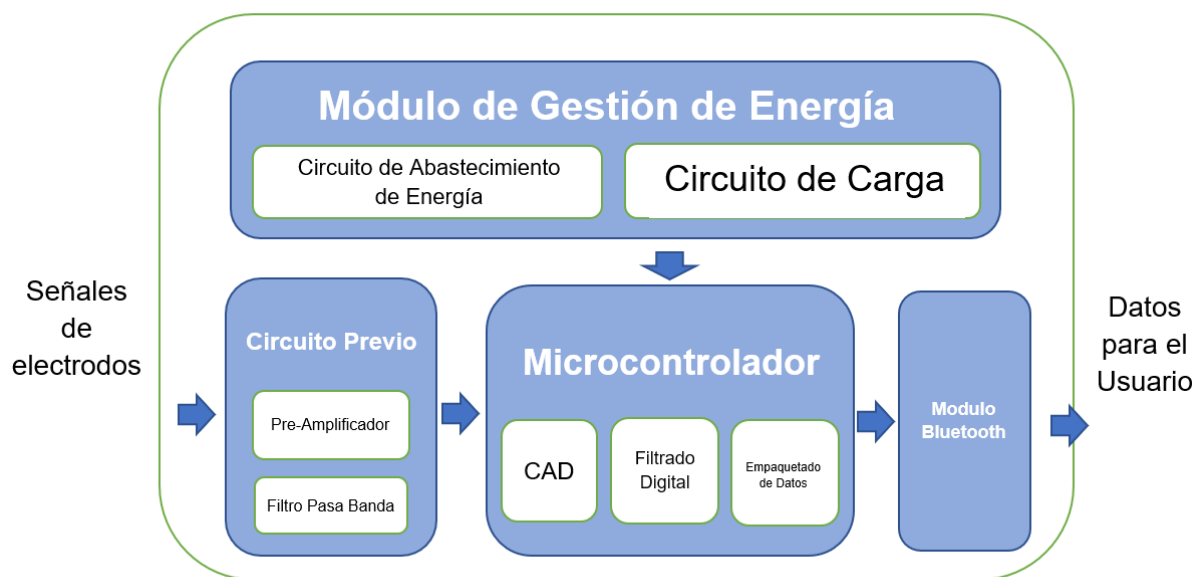 Módulo de Gestión de Energía
Circuito de Abastecimiento
de Energía
Circuito de Carga
Señales
de
electrodos
Circuito Previo
Pre-Amplificador
Filtro Pasa Banda
Microcontrolador
CAD
Filtrado
Digital
Empaquetado
de Datos
Modulo
Bluetooth
Datos
para el
Usuario